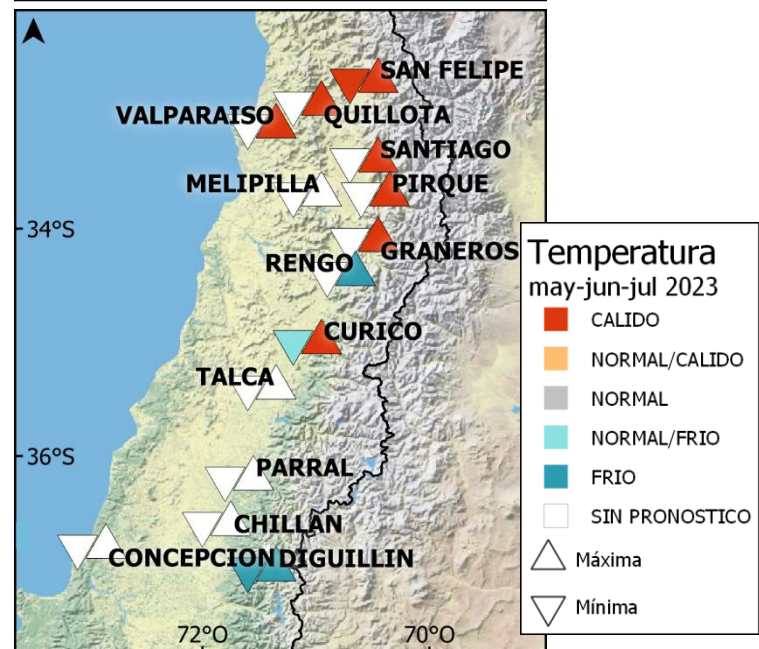 SAN FELIPE
VALPARAISO
QUILLOTA
SANTIAGO
MELIPILLA
PIRQUE
34°S
GRANEROS
RENGO
CURICO
TALCA
36°S
PARRAL
CHILLAN
CONCEPCION
DIGUILLIN
72°O
70°O
Temperatura
may-jun-jul 2023
CALIDO
NORMAL/CALIDO
NORMAL
NORMAL/FRIO
FRIO
SIN PRONOSTICO
Máxima
Mínima